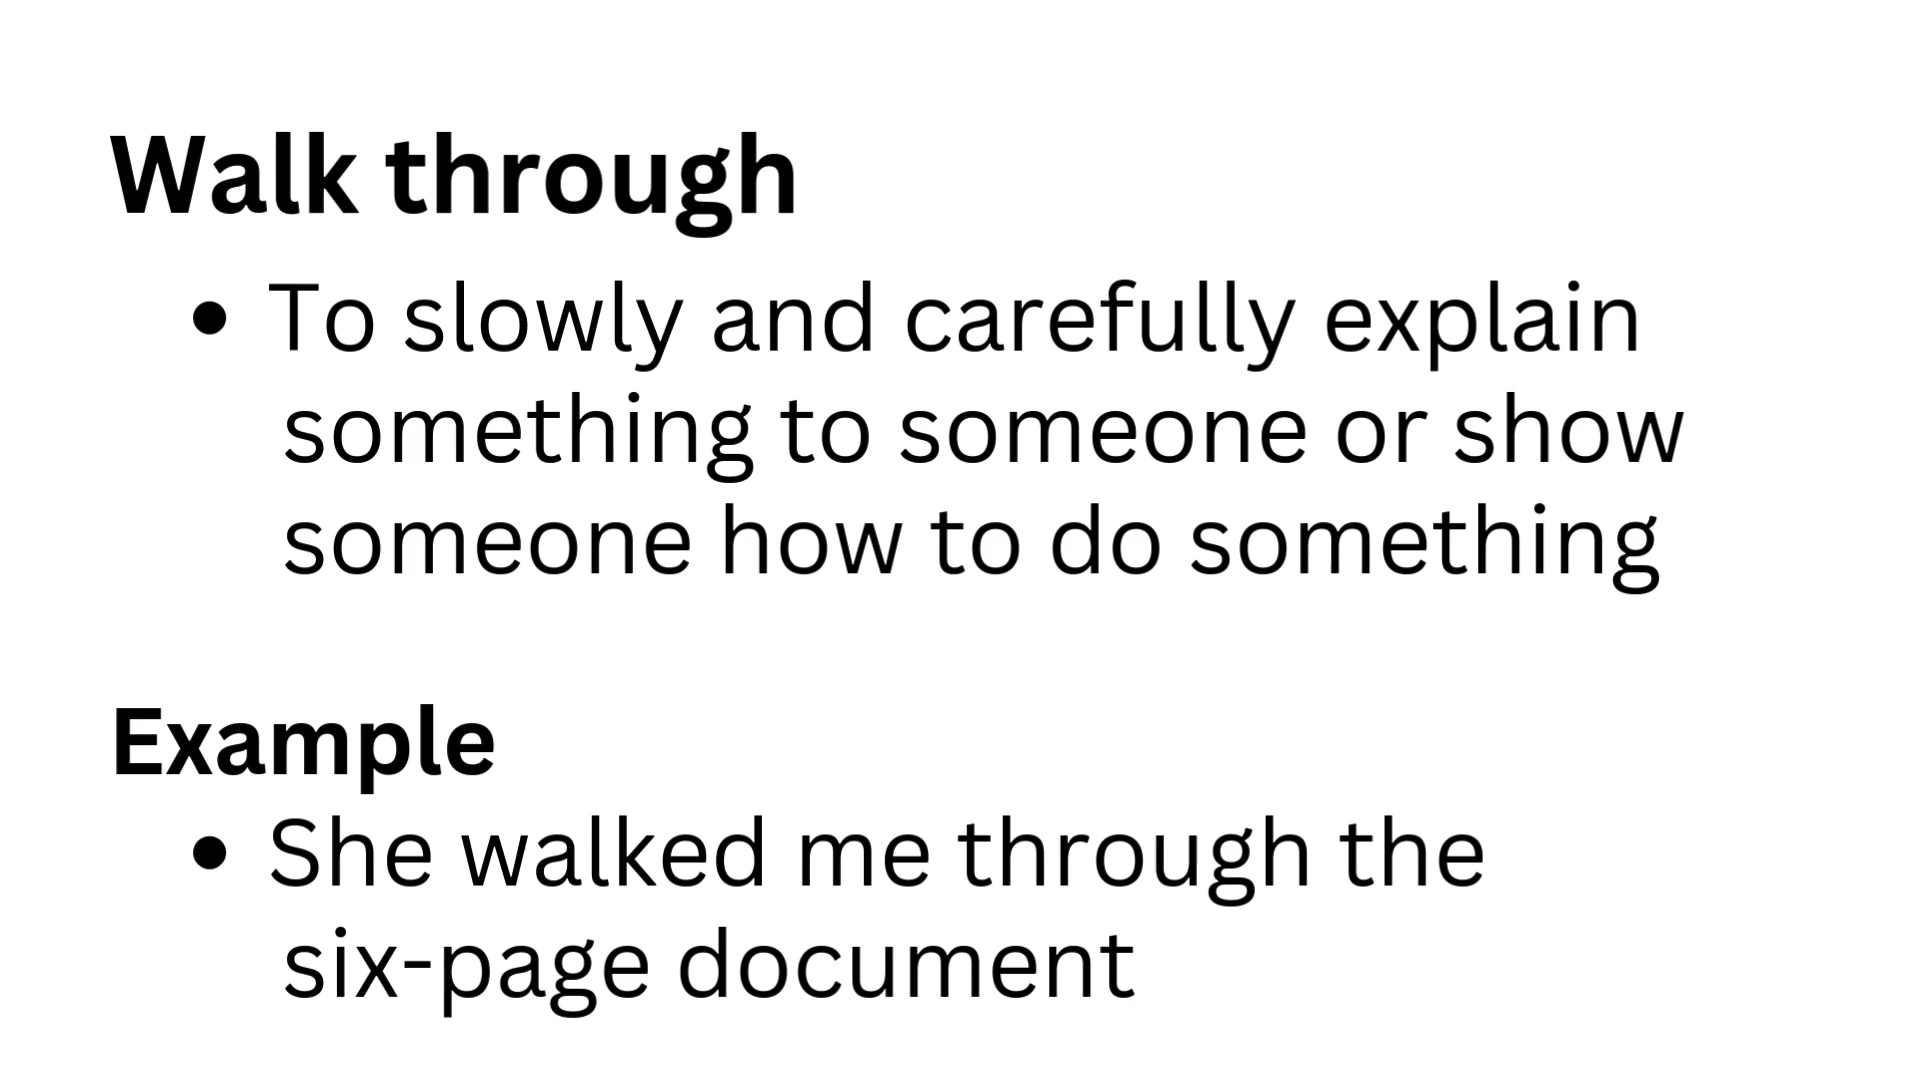 Walk through
• To slowly and carefully explain
something to someone or show
someone how to do something
Example
• She walked me through the
six-page document